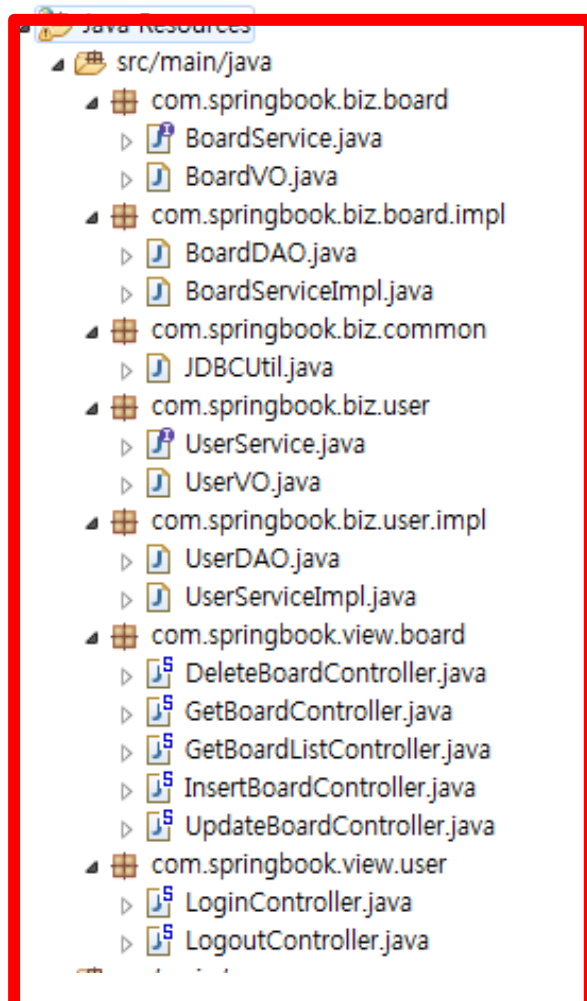 Java Resources
src/main/java
com.springbook.biz.board
BoardService.java
BoardVO.java
com.springbook.biz.board.impl
BoardDAO.java
BoardServiceImpl.java
com.springbook.biz.common
JDBCUtil.java
com.springbook.biz.user
UserService.java
UserVO.java
com.springbook.biz.user.impl
UserDAO.java
UserServiceImpl.java
com.springbook.view.board
DeleteBoardController.java
GetBoardController.java
GetBoardListController.java
InsertBoardController.java
UpdateBoardController.java
com.springbook.view.user
LoginController.java
LogoutController.java